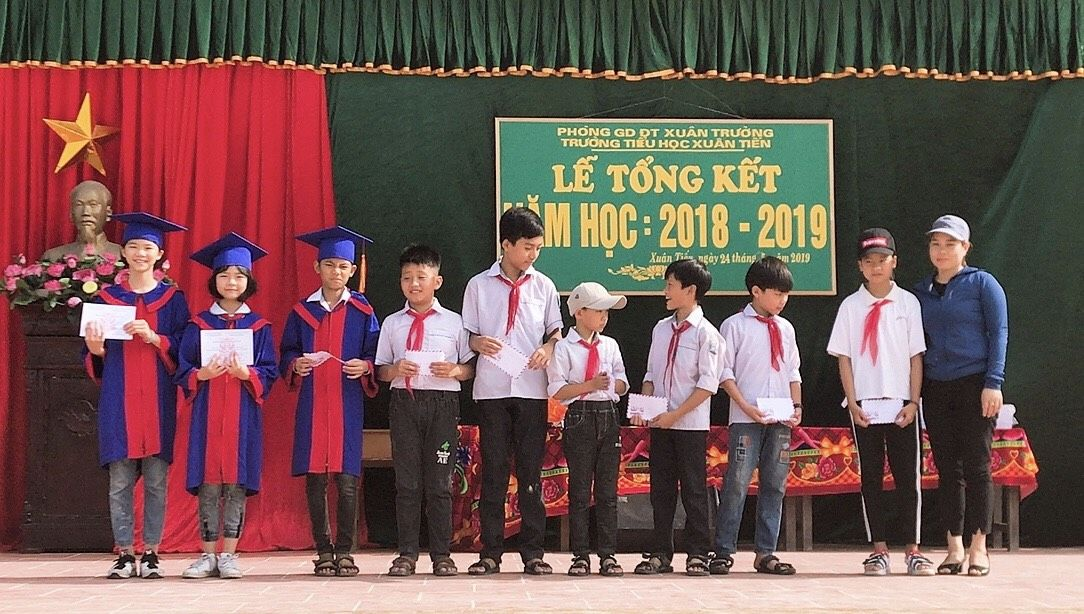 PHÒNG GD ĐT XUÂN TRƯỜNG
TRƯỜNG TIỂU HỌC XUÂN TIẾN
LỄ TỔNG KẾT
NĂM HỌC: 2018 - 2019
Xuân Tiến, ngày 24 tháng 2019